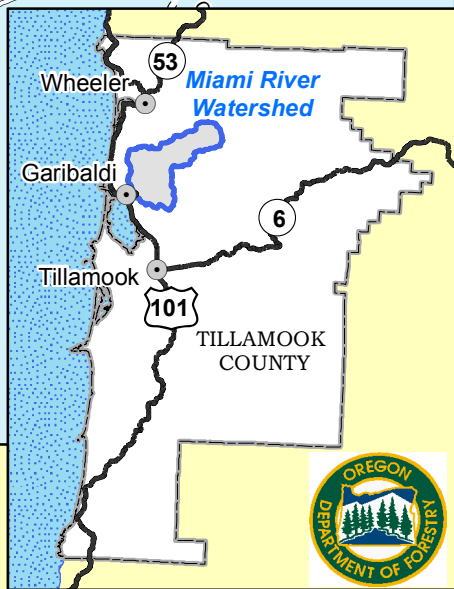 53
Wheeler
Miami River
Watershed
Garibaldi
6
Tillamook
101
TILLAMOOK
COUNTY
OREGON
DEPARTMENT OF FORESTRY